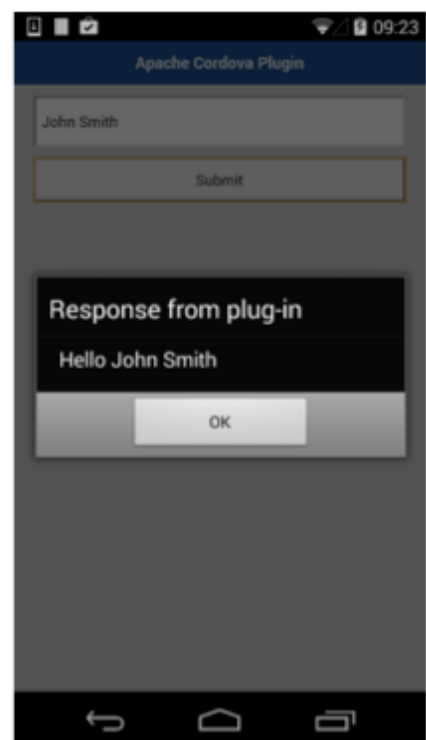 09:23
Apache Cordova Plugin
John Smith
Submit
Response from plug-in
Hello John Smith
OK